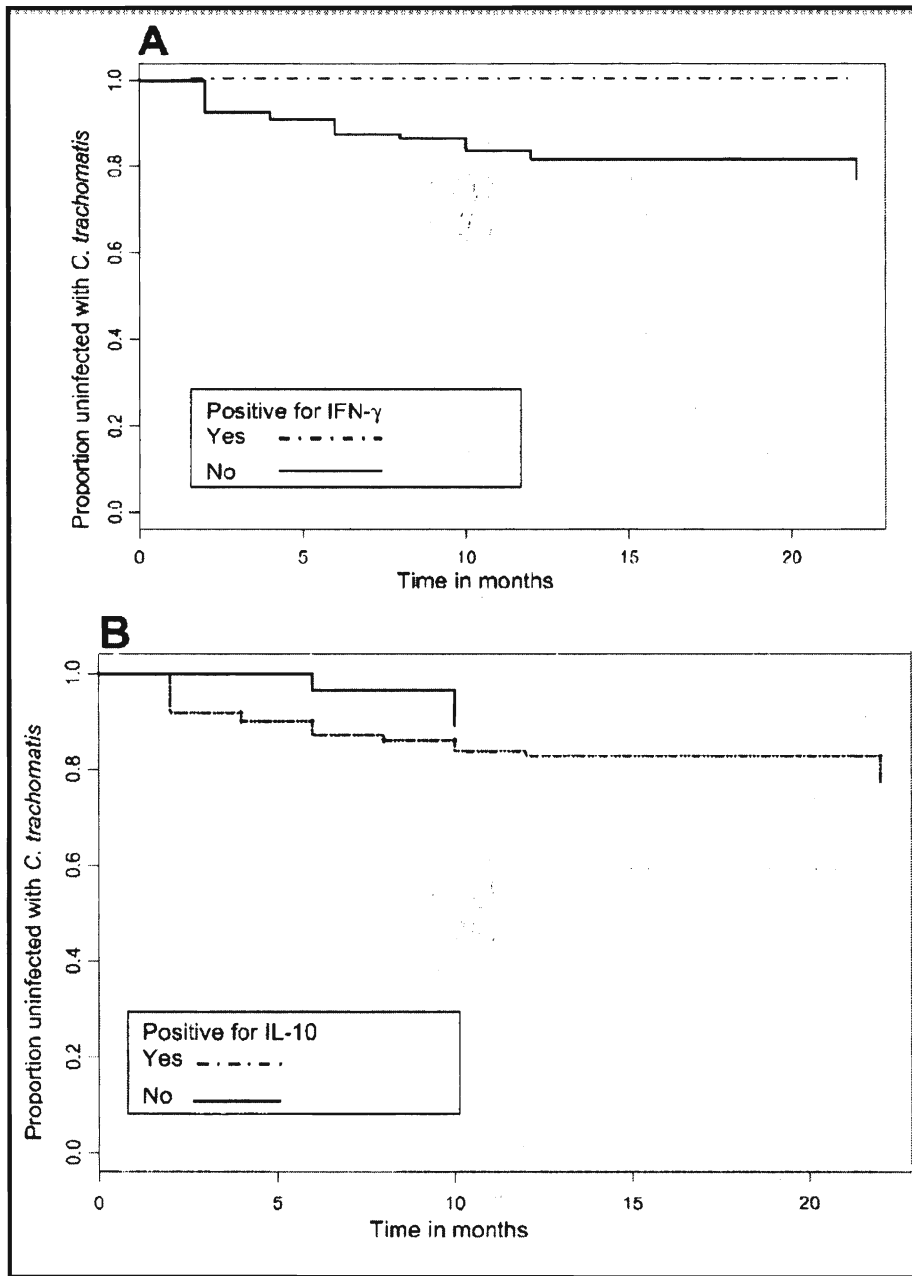 A
Proportion uninfected with C. trachomatis
1.0
0.8
0.6
0.4
0.2
0.0
Positive for IFN-γ
Yes
No
0 5 10 15 20
Time in months
B
Proportion uninfected with C. trachomatis
1.0
0.8
0.6
0.4
0.2
0.0
Positive for IL-10
Yes
No
0 5 10 15 20
Time in months